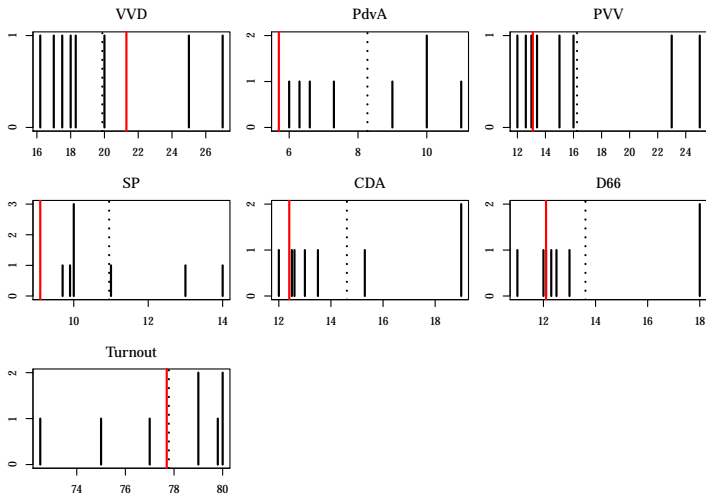 VVD
0 1
16 18 20 22 24 26
PdvA
0 1 2
6 8 10
PVV
0 1
12 14 16 18 20 22 24
SP
0 1 2 3
10 12 14
CDA
0 1 2
12 14 16 18
D66
0 1 2
12 14 16 18
Turnout
0 1 2
74 76 78 80